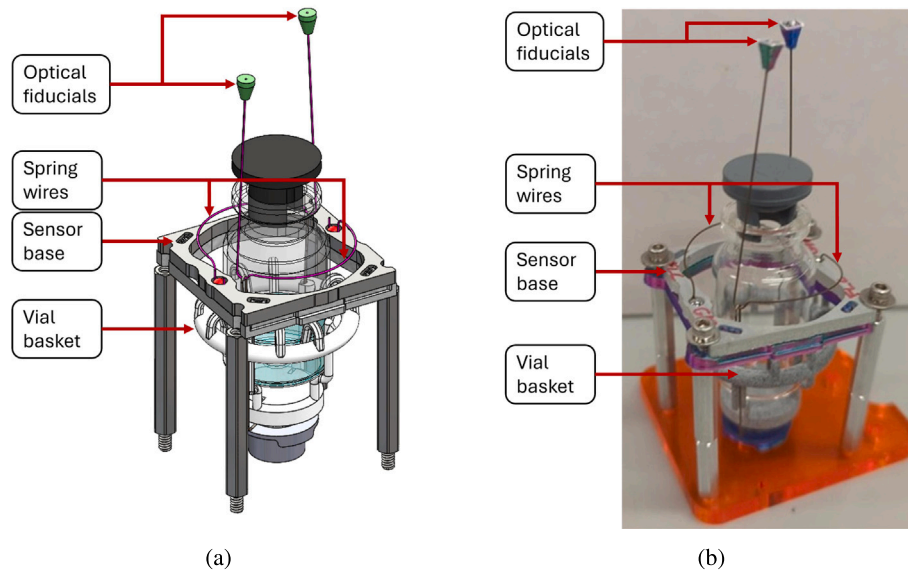 Optical
fiducials
Spring
wires
Sensor
base
Vial
basket
(a)
Optical
fiducials
Spring
wires
Sensor
base
Vial
basket
(b)